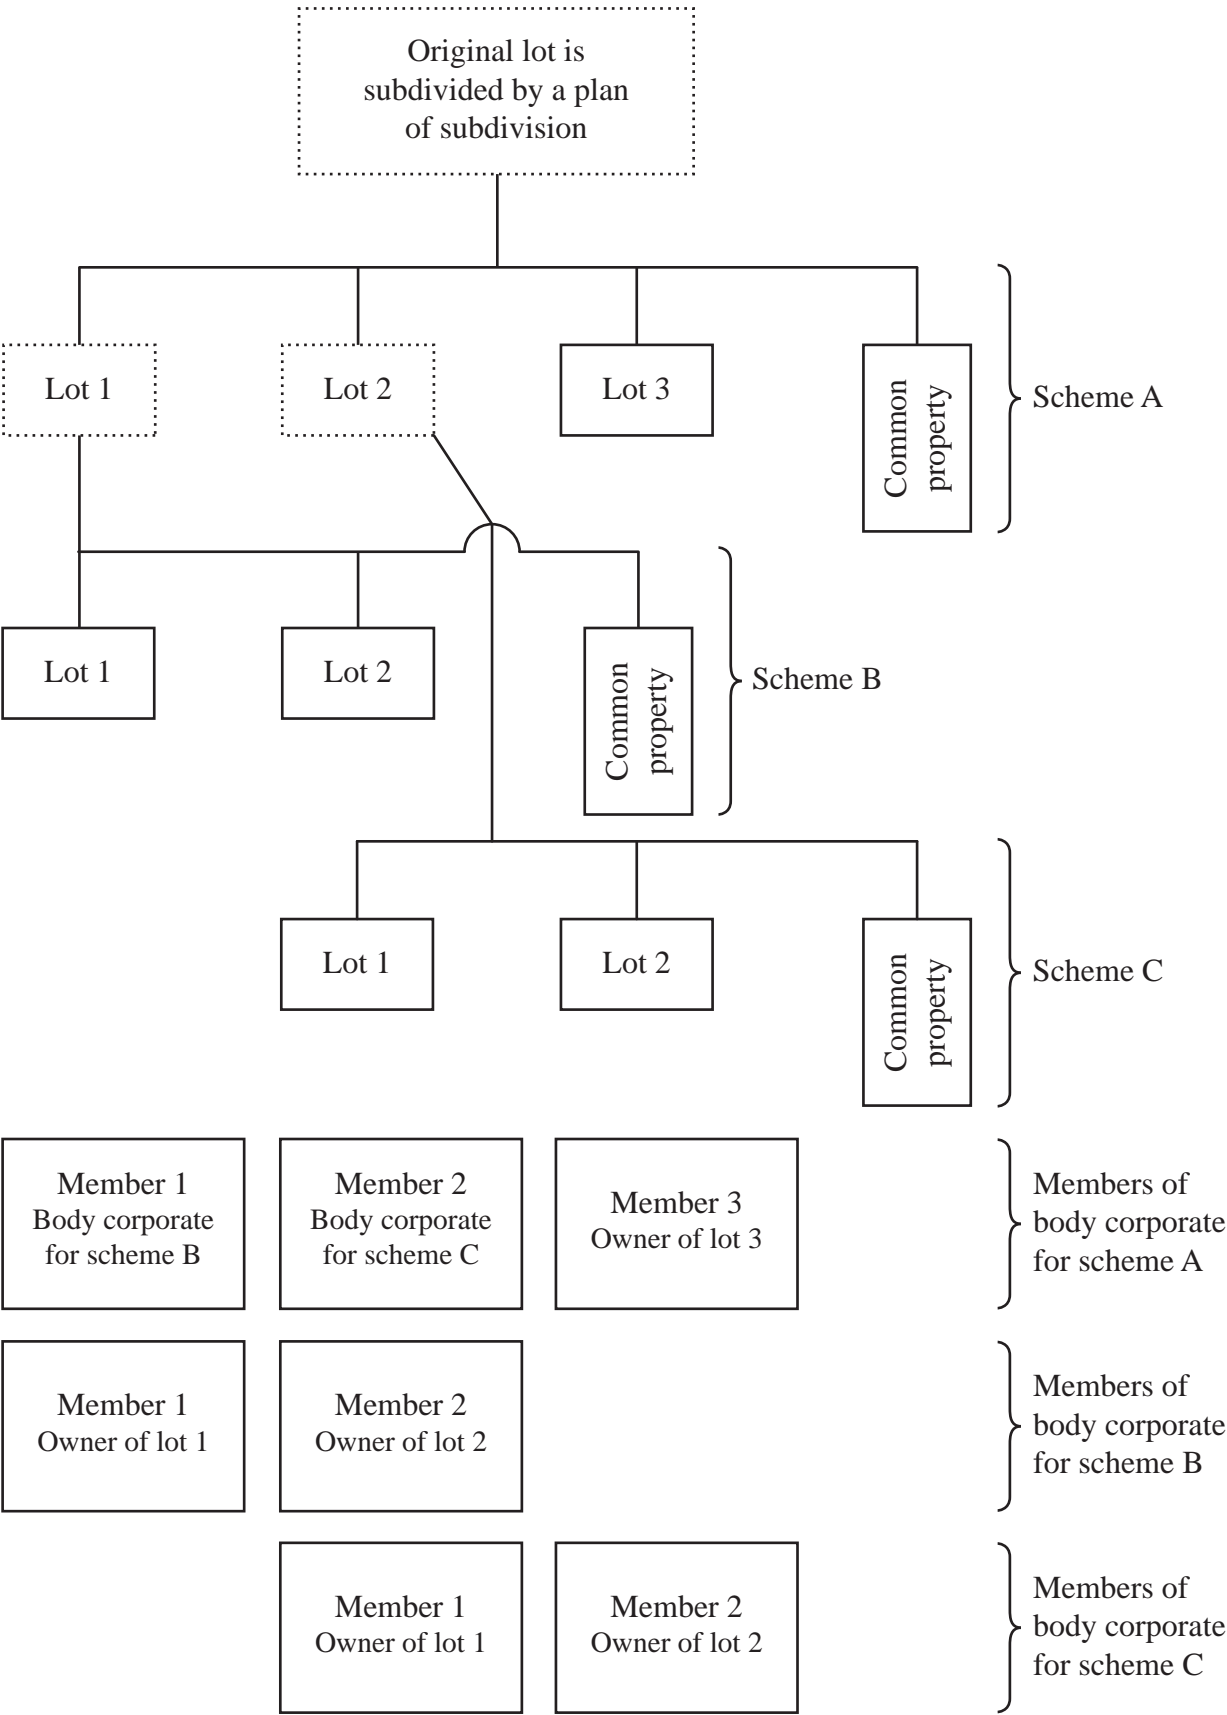 Original lot is
subdivided by a plan
of subdivision
Lot 1
Lot 2
Lot 3
Common
property
Scheme A
Lot 1
Lot 2
Common
property
Scheme B
Lot 1
Lot 2
Common
property
Scheme C
Member 1
Body corporate
for scheme B
Member 2
Body corporate
for scheme C
Member 3
Owner of lot 3
Members of
body corporate
for scheme A
Member 1
Owner of lot 1
Member 2
Owner of lot 2
Members of
body corporate
for scheme B
Member 1
Owner of lot 1
Member 2
Owner of lot 2
Members of
body corporate
for scheme C